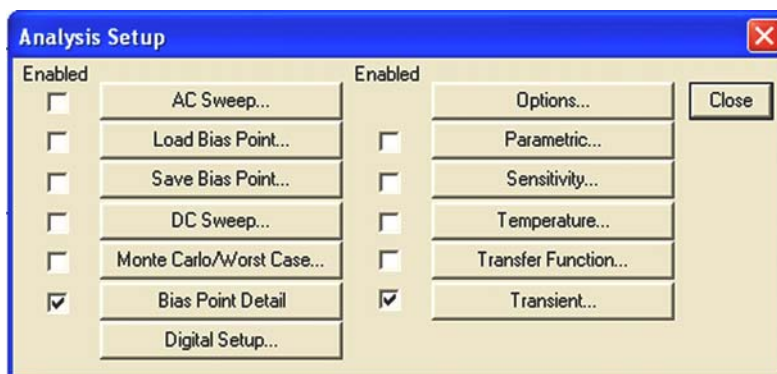 Analysis Setup
Enabled
AC Sweep...
Load Bias Point...
Save Bias Point...
DC Sweep...
Monte Carlo/Worst Case...
Bias Point Detail
Digital Setup...
Enabled
Options...
Parametric...
Sensitivity...
Temperature...
Transfer Function...
Transient...
Close